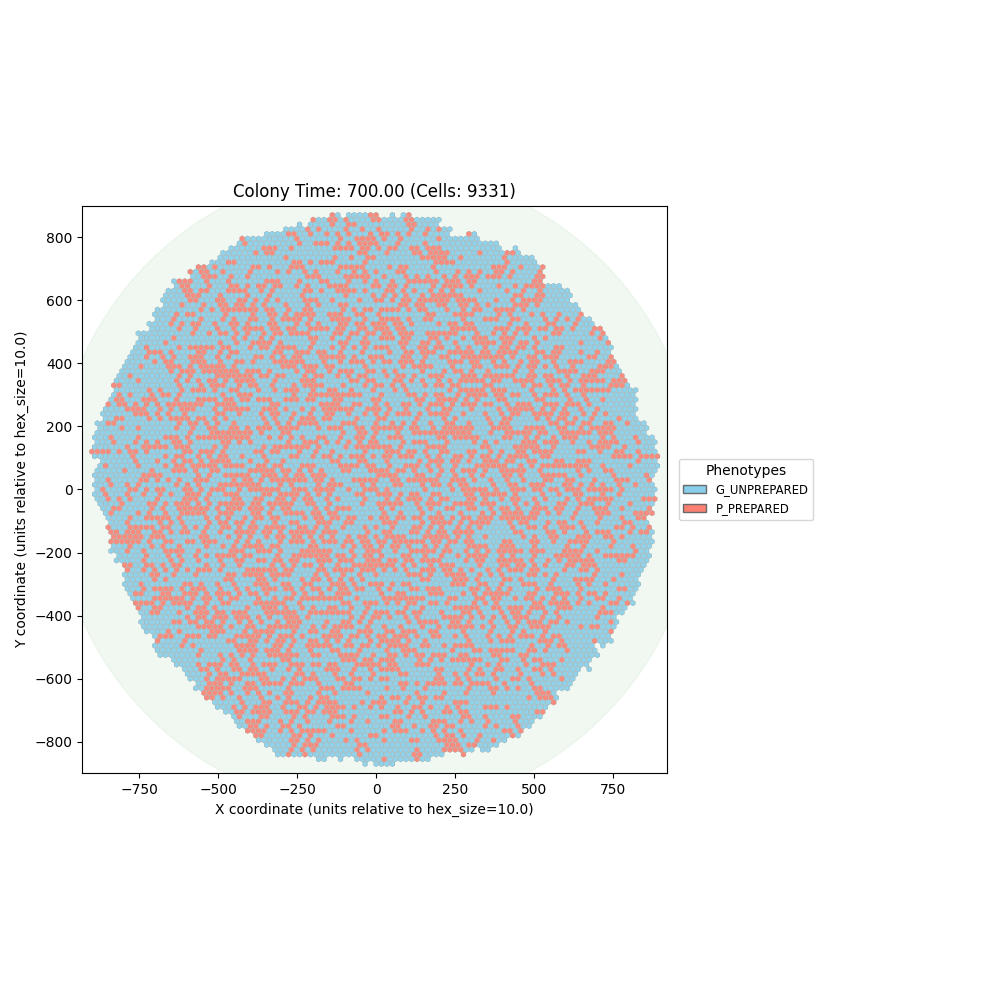 Colony Time: 700.00 (Cells: 9331)
Y coordinate (units relative to hex_size=10.0)
800
600
400
200
0
−200
−400
−600
−800
−750
−500
−250
0
250
500
750
X coordinate (units relative to hex_size=10.0)
Phenotypes
G_UNPREPARED
P_PREPARED